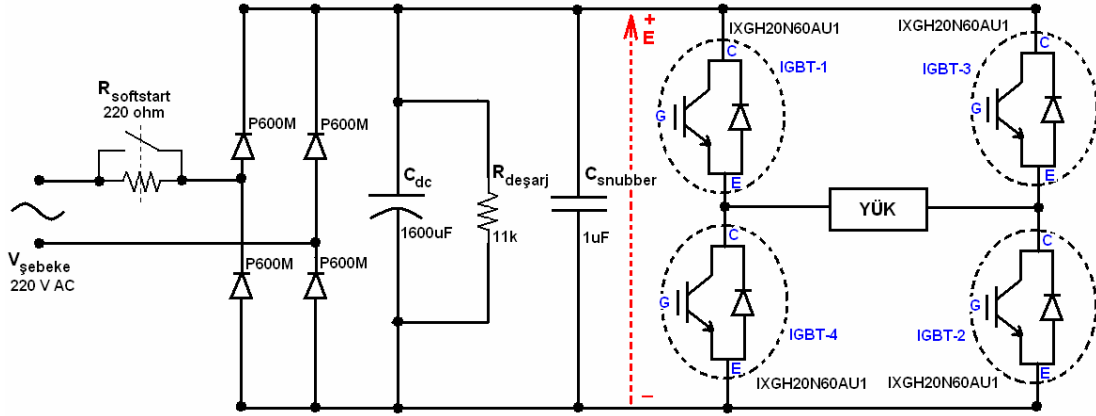 R softstart
220 ohm
V şebeke
220 V AC
P600M
P600M
P600M
P600M
C dc
1600uF
R deşarj
11k
C snubber
1uF
+
E
−
IXGH20N60AU1
C
IGBT-1
G
E
IXGH20N60AU1
C
IGBT-3
G
E
YÜK
C
G
IGBT-4
E
IXGH20N60AU1
C
G
IGBT-2
E
IXGH20N60AU1